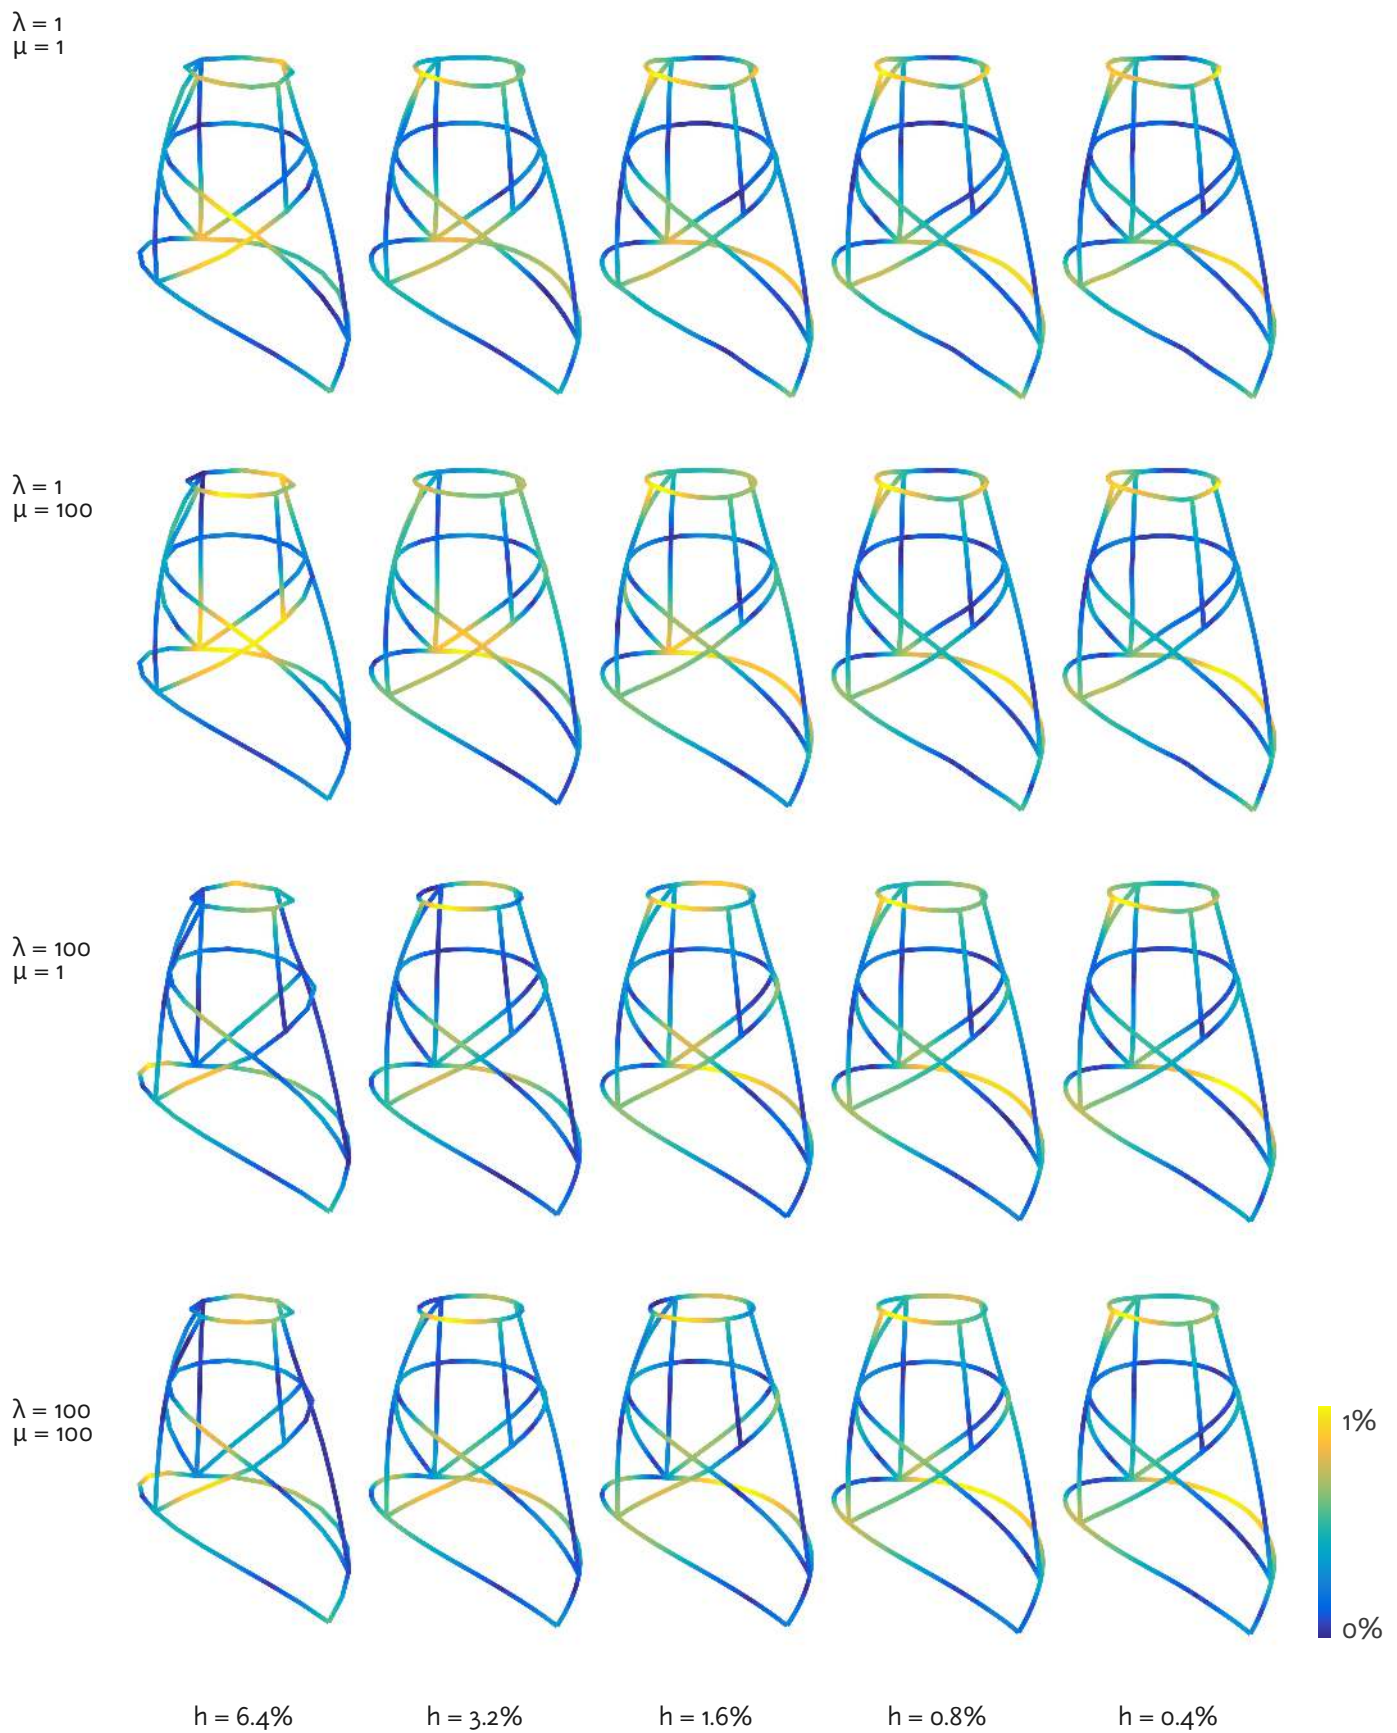 λ = 1
μ = 1
λ = 1
μ = 100
λ = 100
μ = 1
λ = 100
μ = 100
1%
0%
h = 6.4% h = 3.2% h = 1.6% h = 0.8% h = 0.4%